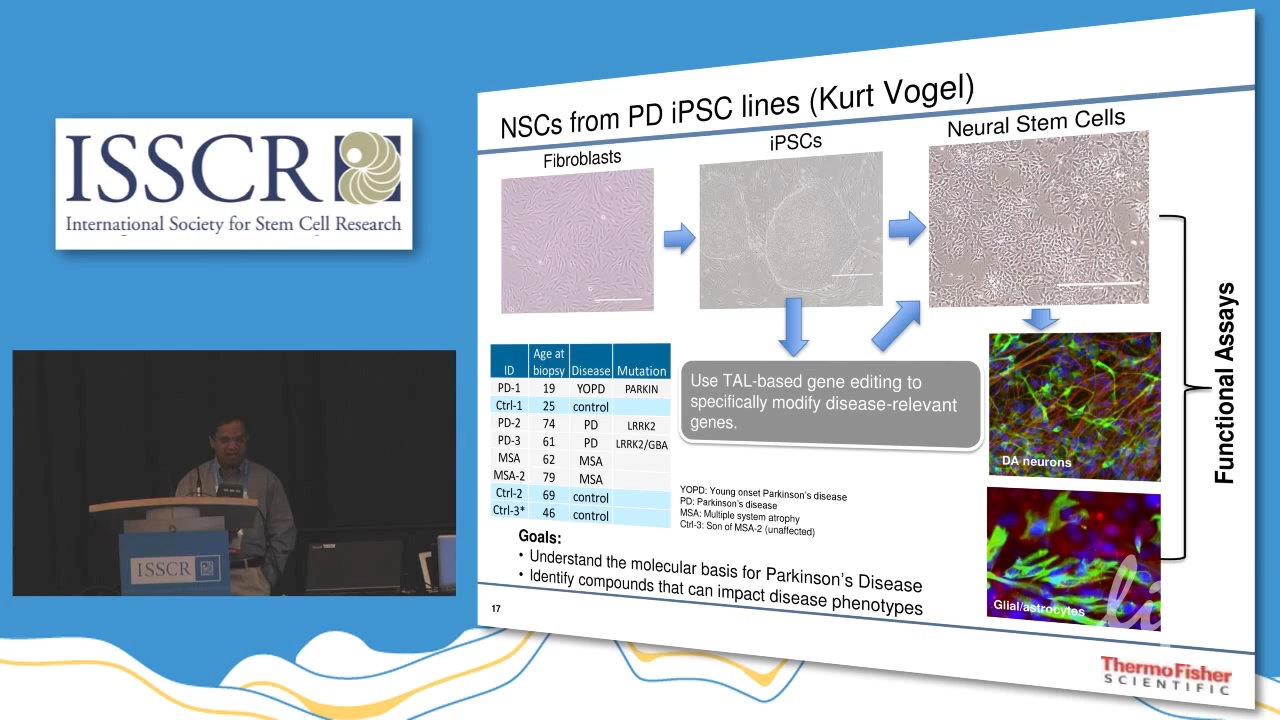 ISSCR
International Society for Stem Cell Research
ISSCR
NSCs from PD iPSC lines (Kurt Vogel)
Fibroblasts
iPSCs
Neural Stem Cells
ID Age at biopsy Disease Mutation
PD-1 19 YOPD PARKIN
Ctrl-1 25 control
PD-2 74 PD LRRK2
PD-3 61 PD LRRK2/GBA
MSA 62 MSA
MSA-2 79 MSA
Ctrl-2 69 control
Ctrl-3* 46 control
Use TAL-based gene editing to
specifically modify disease-relevant
genes.
YOPD: Young onset Parkinson's disease
PD: Parkinson's disease
MSA: Multiple system atrophy
Ctrl-3: Son of MSA-2 (unaffected)
DA neurons
Glial/astrocytes
Functional Assays
Goals:
• Understand the molecular basis for Parkinson's Disease
• Identify compounds that can impact disease phenotypes
17
ThermoFisher
SCIENTIFIC